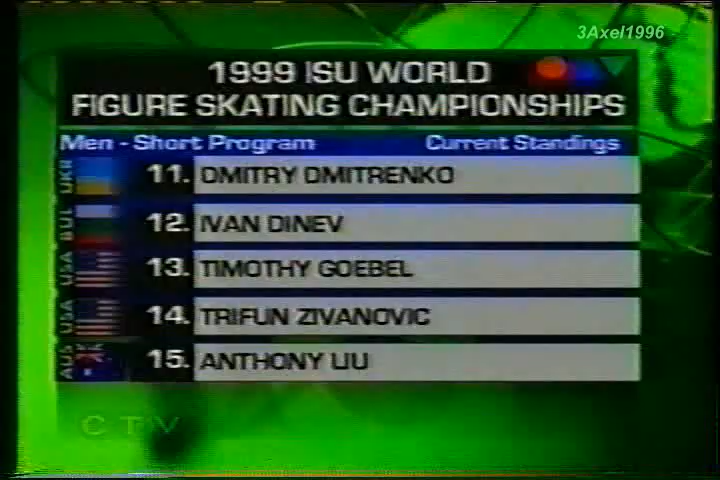 3Axel1996
1999 ISU WORLD
FIGURE SKATING CHAMPIONSHIPS
Men - Short Program Current Standings
UKR 11. DMITRY DMITRENKO
BUL 12. IVAN DINEV
USA 13. TIMOTHY GOEBEL
USA 14. TRIFUN ZIVANOVIC
AUS 15. ANTHONY LIU
CTV